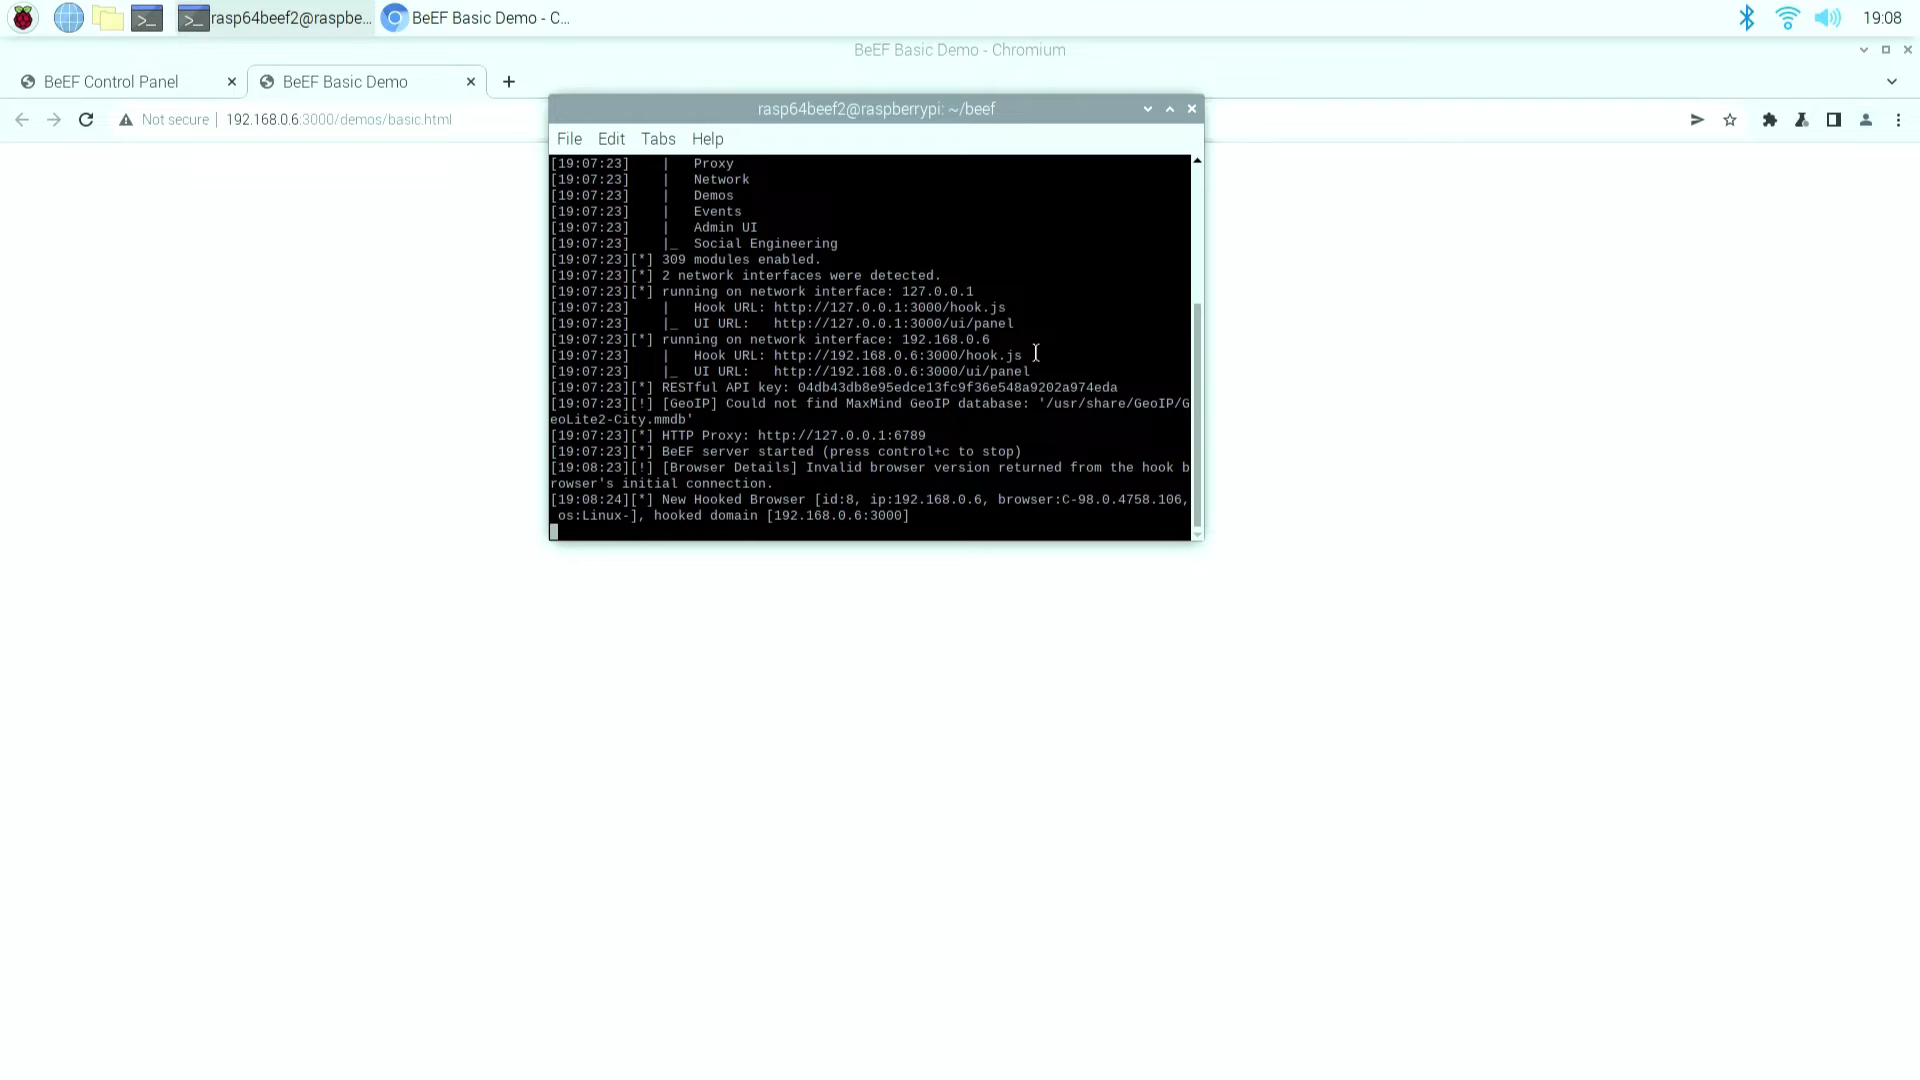 rasp64beef2@raspbe...
BeEF Basic Demo - C...
19:08
BeEF Basic Demo - Chromium
BeEF Control Panel
BeEF Basic Demo
Not secure
192.168.0.6:3000/demos/basic.html
rasp64beef2@raspberrypi: ~/beef
File Edit Tabs Help
[19:07:23]    |   Proxy
[19:07:23]    |   Network
[19:07:23]    |   Demos
[19:07:23]    |   Events
[19:07:23]    |   Admin UI
[19:07:23]    |_  Social Engineering
[19:07:23][*] 309 modules enabled.
[19:07:23][*] 2 network interfaces were detected.
[19:07:23][*] running on network interface: 127.0.0.1
[19:07:23]    |   Hook URL: http://127.0.0.1:3000/hook.js
[19:07:23]    |_  UI URL:   http://127.0.0.1:3000/ui/panel
[19:07:23][*] running on network interface: 192.168.0.6
[19:07:23]    |   Hook URL: http://192.168.0.6:3000/hook.js
[19:07:23]    |_  UI URL:   http://192.168.0.6:3000/ui/panel
[19:07:23][*] RESTful API key: 04db43db8e95edce13fc9f36e548a9202a974eda
[19:07:23][!] [GeoIP] Could not find MaxMind GeoIP database: '/usr/share/GeoIP/G
eoLite2-City.mmdb'
[19:07:23][*] HTTP Proxy: http://127.0.0.1:6789
[19:07:23][*] BeEF server started (press control+c to stop)
[19:08:23][!] [Browser Details] Invalid browser version returned from the hook b
rowser's initial connection.
[19:08:24][*] New Hooked Browser [id:8, ip:192.168.0.6, browser:C-98.0.4758.106,
 os:Linux-], hooked domain [192.168.0.6:3000]